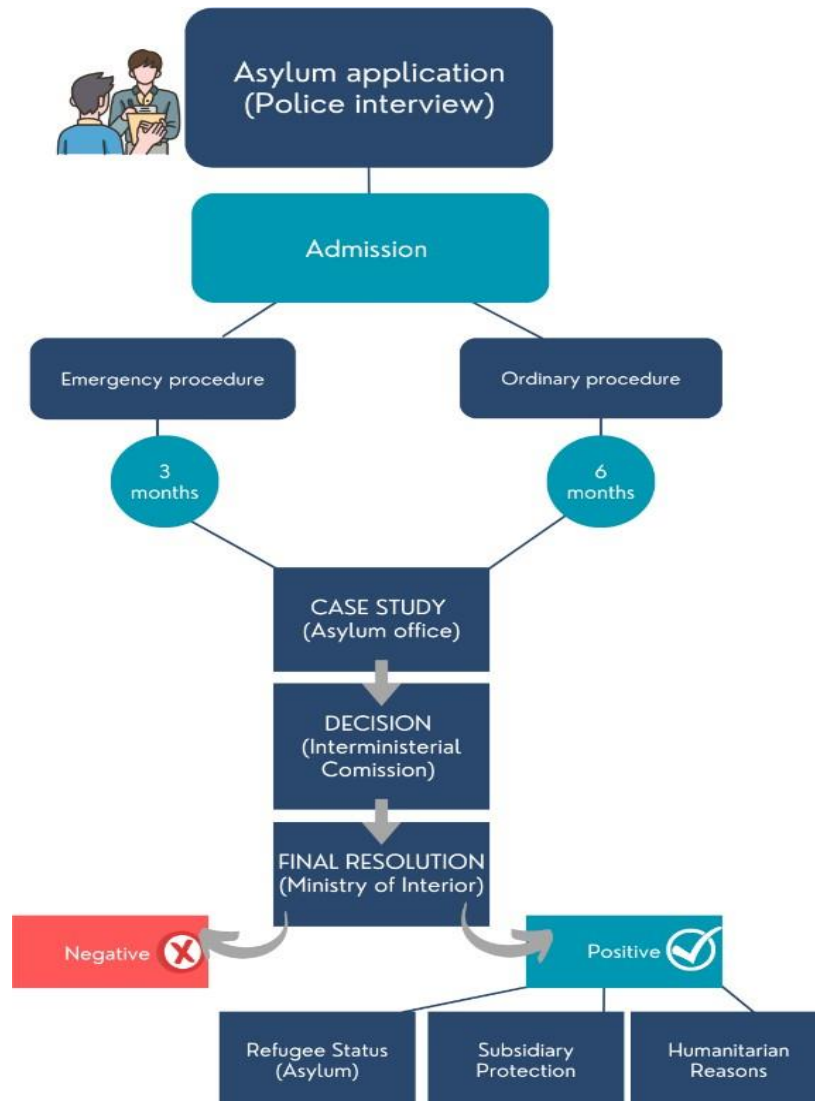 Asylum application
(Police interview)
Admission
Emergency procedure
Ordinary procedure
3
months
6
months
CASE STUDY
(Asylum office)
DECISION
(Interministerial
Comission)
FINAL RESOLUTION
(Ministry of Interior)
Negative
Positive
Refugee Status
(Asylum)
Subsidiary
Protection
Humanitarian
Reasons